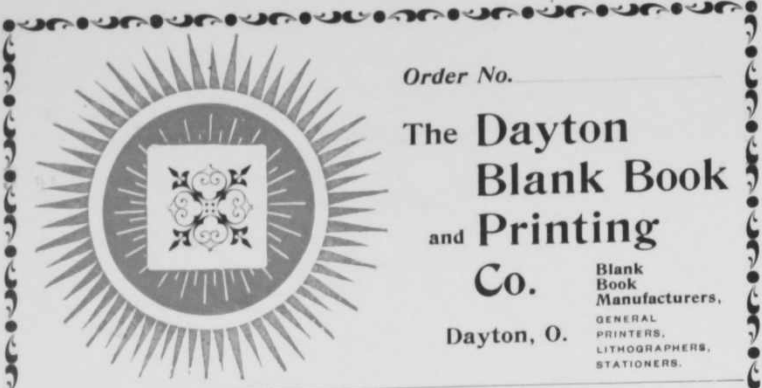 Order No.
The Dayton
Blank Book
and Printing
Co.
Blank
Book
Manufacturers,
GENERAL
PRINTERS,
LITHOGRAPHERS,
STATIONERS.
Dayton, O.